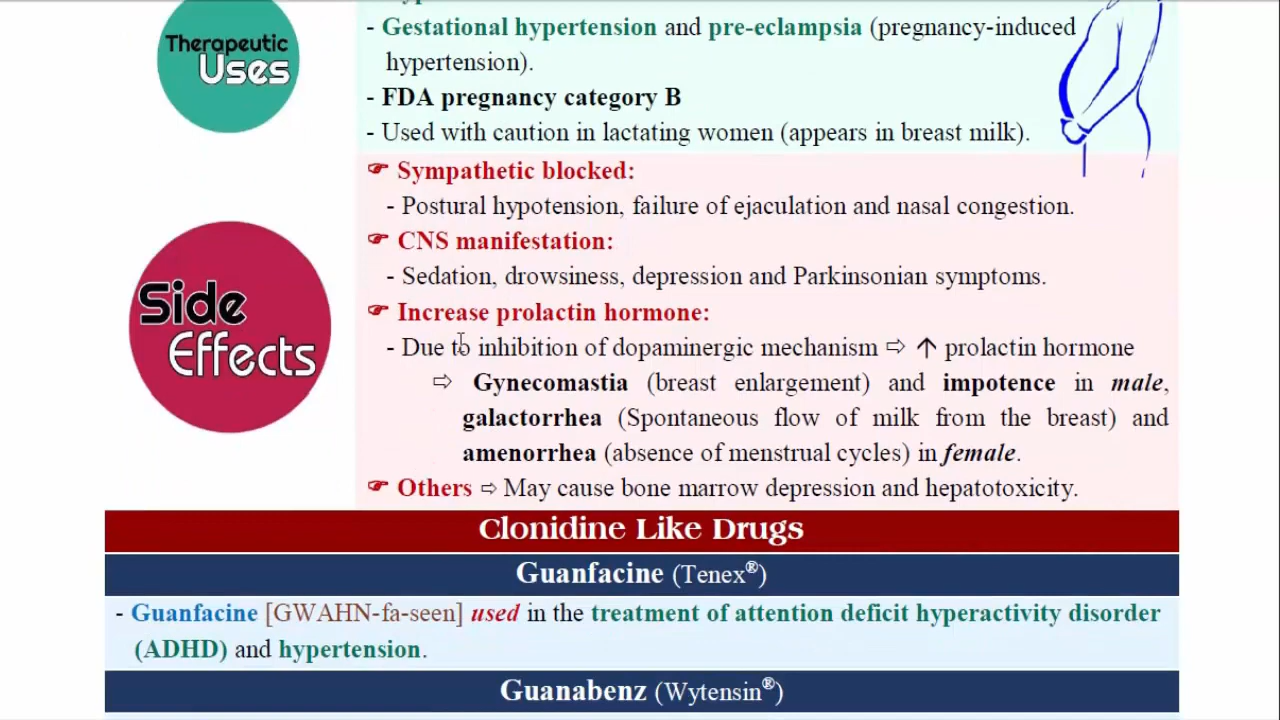 Therapeutic
Uses
- Gestational hypertension and pre-eclampsia (pregnancy-induced
hypertension).
- FDA pregnancy category B
- Used with caution in lactating women (appears in breast milk).
Side
Effects
☞ Sympathetic blocked:
- Postural hypotension, failure of ejaculation and nasal congestion.
☞ CNS manifestation:
- Sedation, drowsiness, depression and Parkinsonian symptoms.
☞ Increase prolactin hormone:
- Due to inhibition of dopaminergic mechanism ⇨ ↑ prolactin hormone
⇨ Gynecomastia (breast enlargement) and impotence in male,
galactorrhea (Spontaneous flow of milk from the breast) and
amenorrhea (absence of menstrual cycles) in female.
☞ Others ⇨ May cause bone marrow depression and hepatotoxicity.
Clonidine Like Drugs
Guanfacine (Tenex®)
- Guanfacine [GWAHN-fa-seen] used in the treatment of attention deficit hyperactivity disorder
(ADHD) and hypertension.
Guanabenz (Wytensin®)